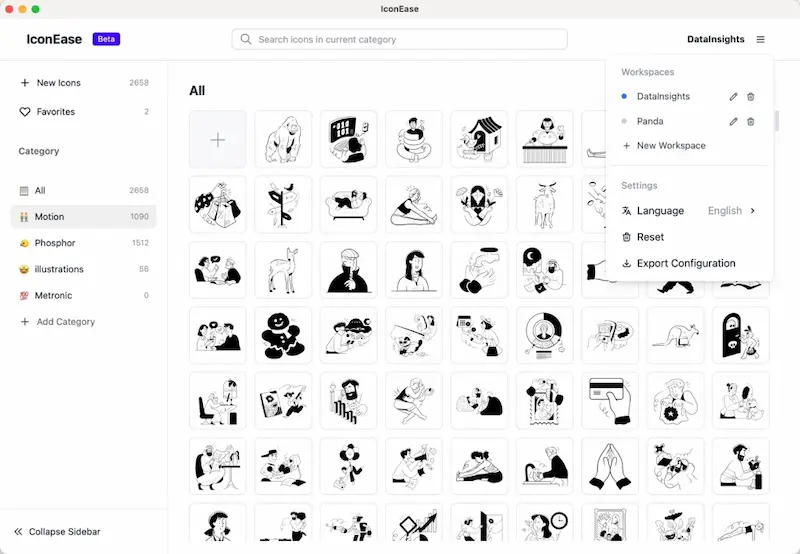 IconEase
IconEase Beta
Search icons in current category
DataInsights
New Icons 2658
Favorites 2
Category
All 2658
Motion 1090
Phosphor 1512
illustrations 56
Metronic 0
Add Category
Collapse Sidebar
All
Workspaces
DataInsights
Panda
New Workspace
Settings
Language English
Reset
Export Configuration